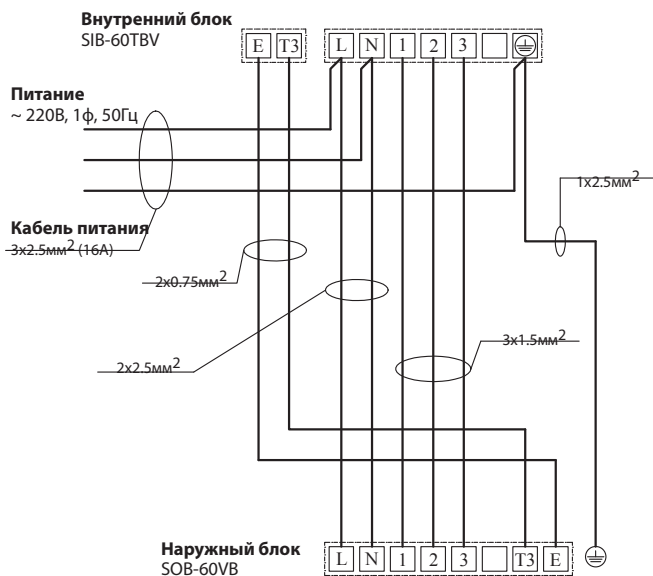 Внутренний блок
SIB-60TBV
E T3 L N 1 2 3
Питание
~ 220В, 1ф, 50Гц
1x2.5мм²
Кабель питания
3x2.5мм² (16А)
2x0.75мм²
3x1.5мм²
2x2.5мм²
Наружный блок
SOB-60VB
L N 1 2 3 T3 E